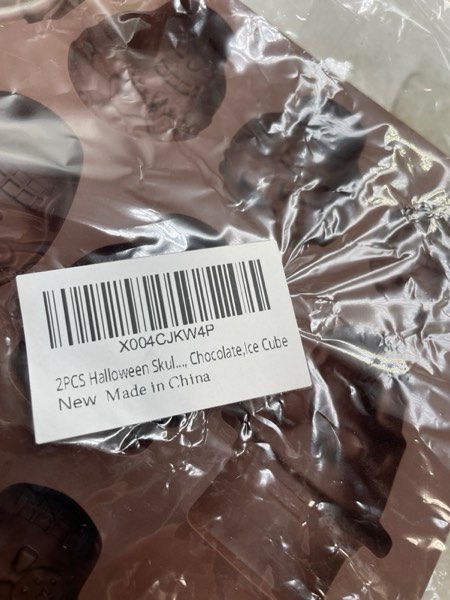 X004CJKW4P
2PCS Halloween Skul..., Chocolate,Ice Cube
New Made in China